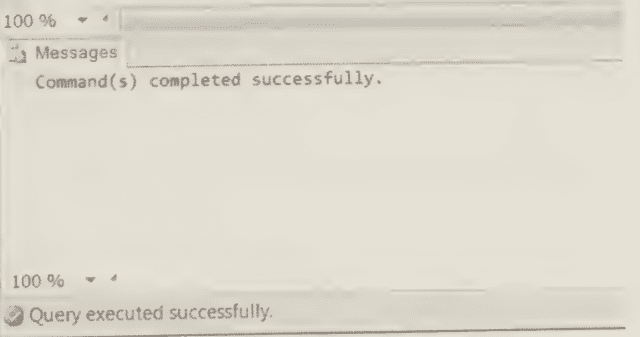 100 %
Messages
Command(s) completed successfully.
100 %
Query executed successfully.